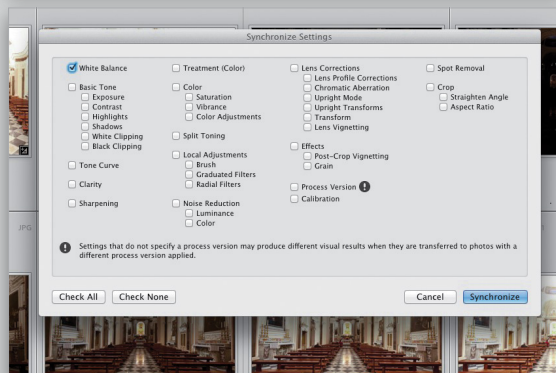 Synchronize Settings
White Balance
Basic Tone
Exposure
Contrast
Highlights
Shadows
White Clipping
Black Clipping
Tone Curve
Clarity
Sharpening
Treatment (Color)
Color
Saturation
Vibrance
Color Adjustments
Split Toning
Local Adjustments
Brush
Graduated Filters
Radial Filters
Noise Reduction
Luminance
Color
Lens Corrections
Lens Profile Corrections
Chromatic Aberration
Upright Mode
Upright Transforms
Transform
Lens Vignetting
Effects
Post-Crop Vignetting
Grain
Process Version
Calibration
Spot Removal
Crop
Straighten Angle
Aspect Ratio
JPG
Settings that do not specify a process version may produce different visual results when they are transferred to photos with a
different process version applied.
Check All
Check None
Cancel
Synchronize